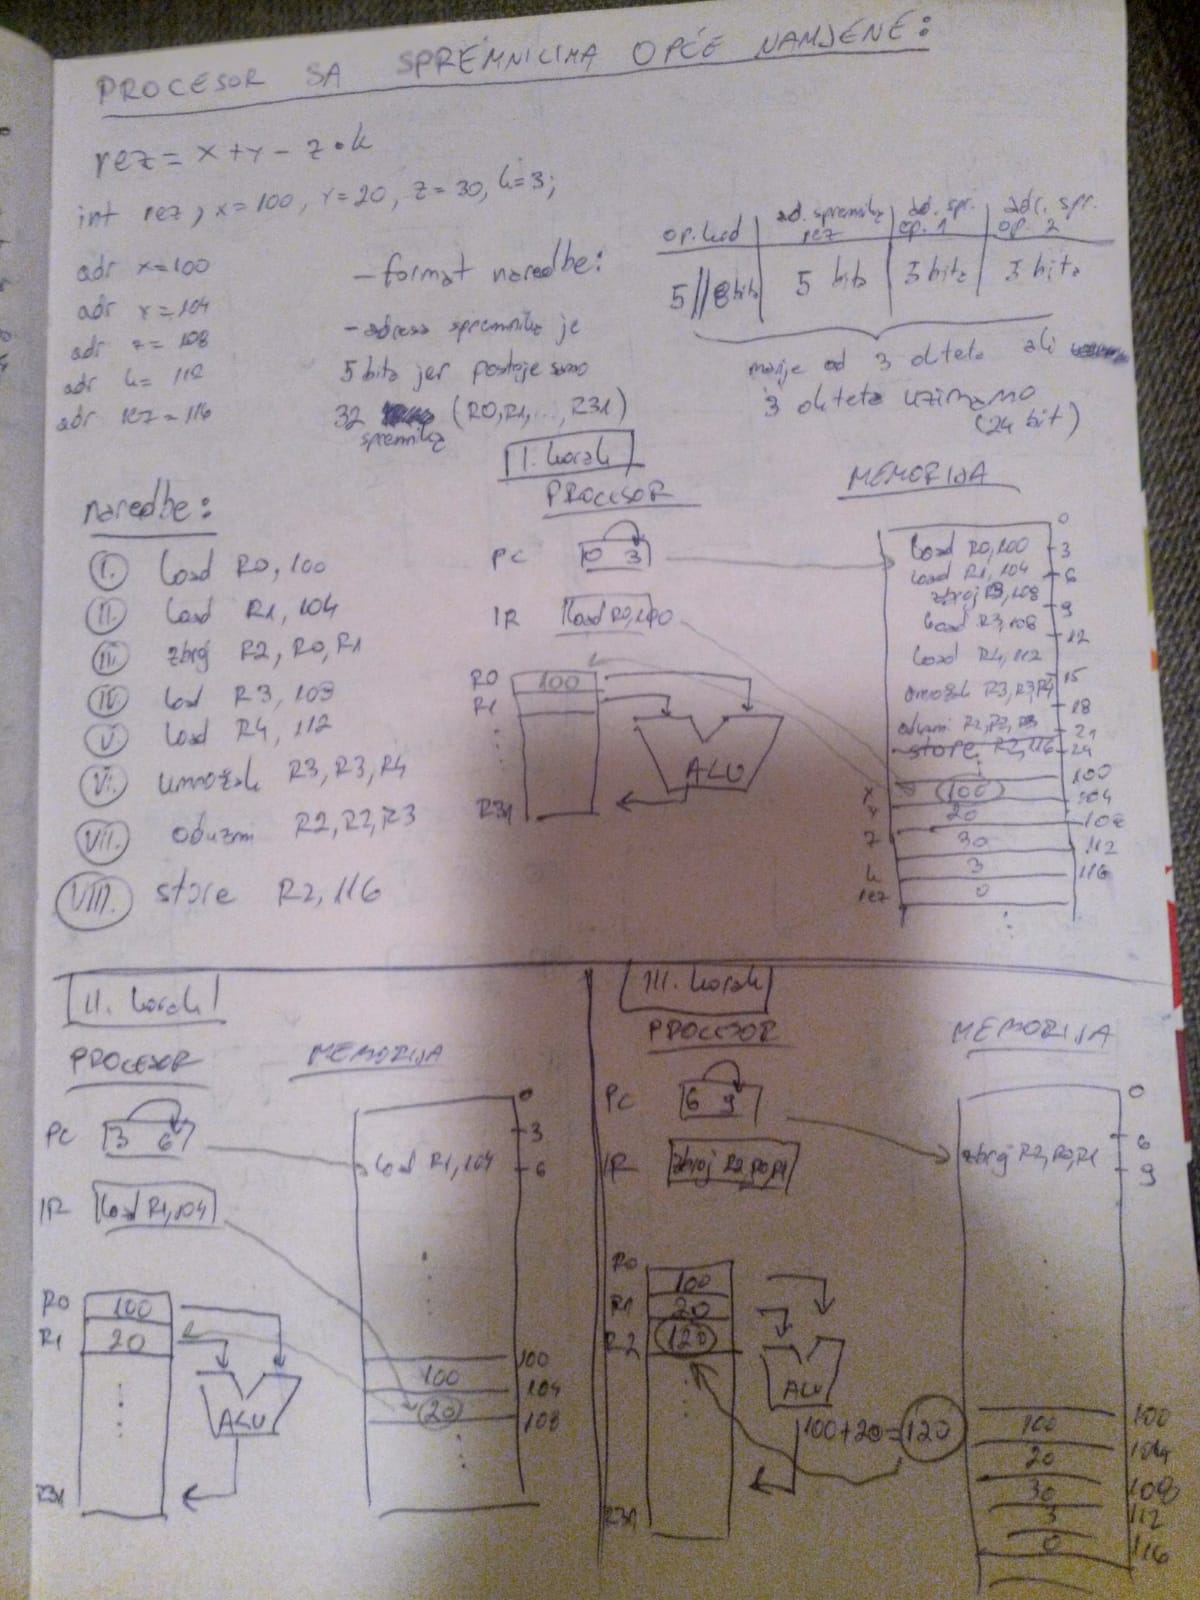 PROCESOR SA SPREMNICIMA OPĆE NAMJENE:
rez = x + y - z • k
int rez, x = 100, y = 20, z = 30, k = 3;
adr x = 100
adr y = 104
adr z = 108
adr k = 112
adr rez = 116
- format naredbe:
- adresa spremnika je
5 bita jer postoje samo
32 (R0, R1, ..., R31)
spremnika
op. kod | ad. spremnika rez | ad. spr. op. 1 | adr. spr. op. 2
5 // 8 bita | 5 bita | 5 bita | 5 bita
manje od 3 okteta ali
3 okteta uzimamo
(24 bit)
naredbe:
I. load R0, 100
II. load R1, 104
III. zbroj R2, R0, R1
IV. load R3, 108
V. load R4, 112
VI. umnožak R3, R3, R4
VII. oduzmi R2, R2, R3
VIII. store R2, 116
I. korak
PROCESOR
PC 0 3
IR load R0, 100
R0 100
R1
R31
ALU
MEMORIJA
0
load R0, 100 3
load R1, 104 6
zbroj R3, 108 9
load R3, 108 12
load R4, 112 15
umnožak R3, R3, R4 18
oduzmi R2, R2, R3 21
store R2, 116 24
100
x 100 104
y 20 108
z 30 112
k 3 116
rez 0
II. korak
PROCESOR
PC 3 6
IR load R1, 104
R0 100
R1 20
R31
ALU
MEMORIJA
0
3
load R1, 104 6
100
100 104
20 108
III. korak
PROCESOR
PC 6 9
IR zbroj R2, R0, R1
R0 100
R1 20
R2 120
R31
ALU
100 + 20 = 120
MEMORIJA
0
6
zbroj R2, R0, R1 9
100 100
20 104
30 108
3 112
0 116